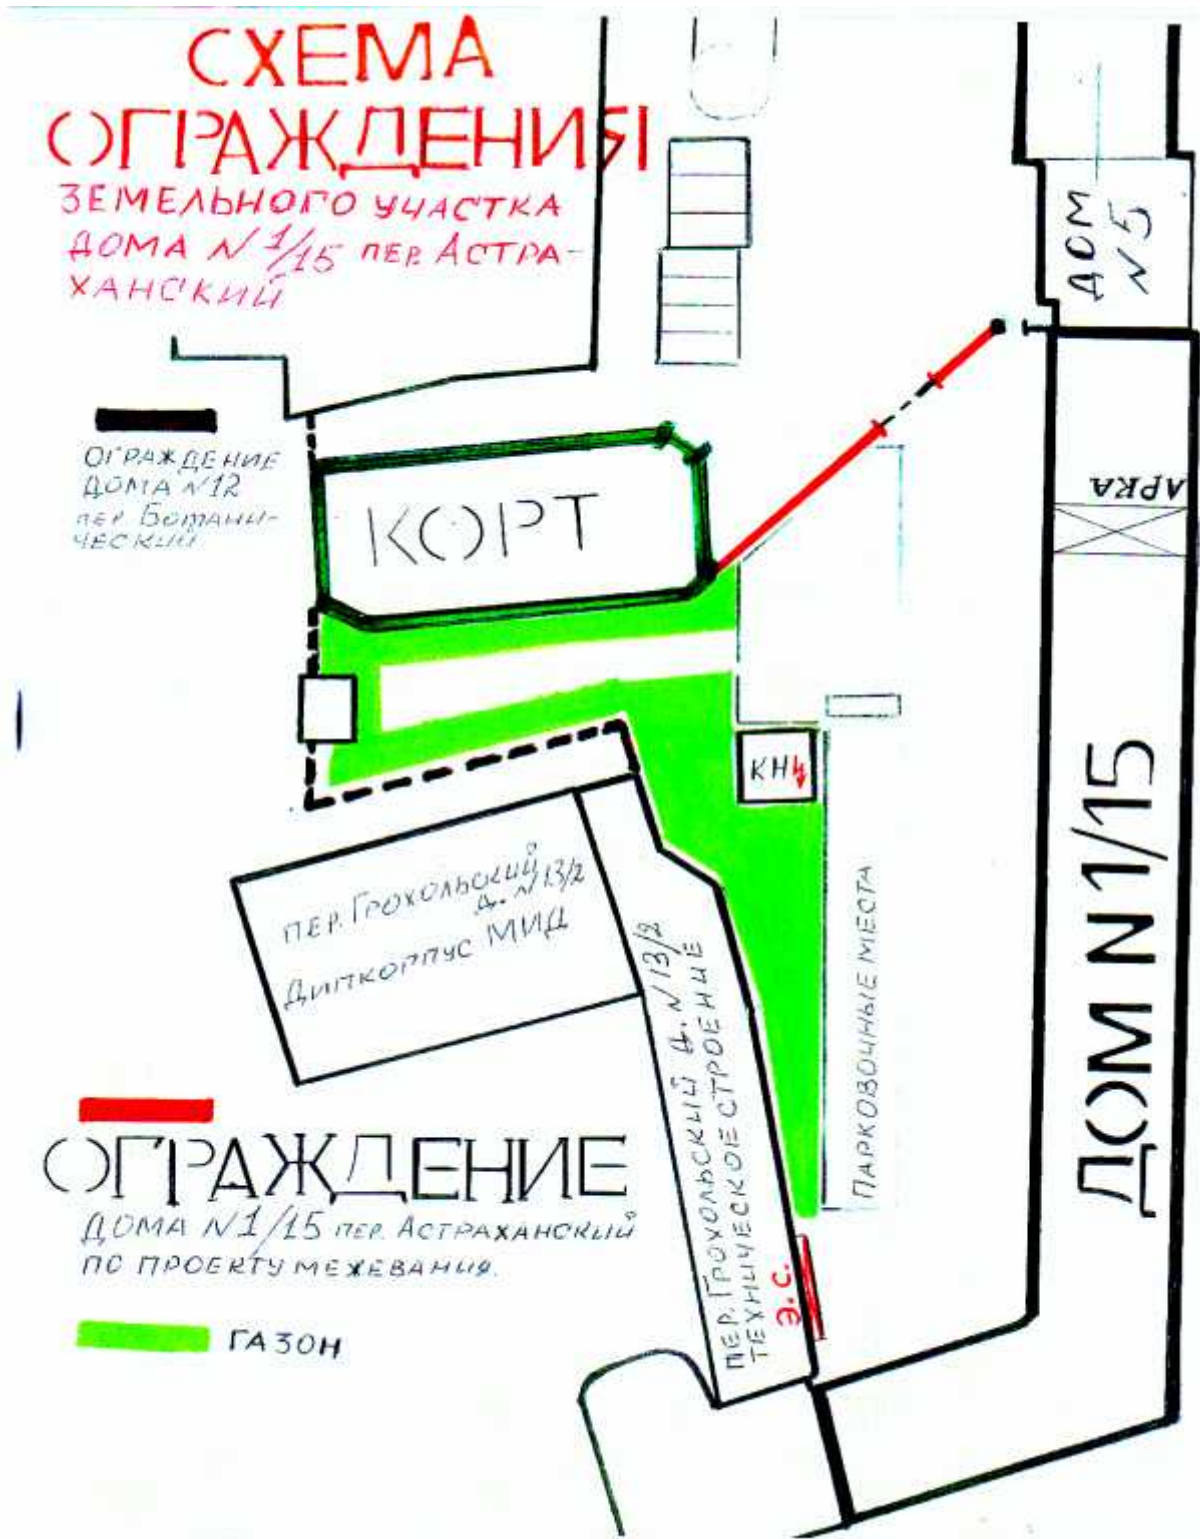 СХЕМА
ОГРАЖДЕНИЯ
ЗЕМЕЛЬНОГО УЧАСТКА
ДОМА N 1/15 ПЕР. АСТРА-
ХАНСКИЙ
ДОМ
N 5
ОГРАЖДЕНИЕ
ДОМА N12
ПЕР. БОТАНИ-
ЧЕСКИЙ
КОРТ
АРКА
КН
ДОМ N 1/15
ПЕР. ГРОХОЛЬСКИЙ
Д. N 13/2
ДИПКОРПУС МИД
ПЕР. ГРОХОЛЬСКИЙ Д. N 13/2
ТЕХНИЧЕСКОЕ СТРОЕНИЕ
ПАРКОВОЧНЫЕ МЕСТА
Э.С.
ОГРАЖДЕНИЕ
ДОМА N1/15 ПЕР. АСТРАХАНСКИЙ
ПО ПРОЕКТУ МЕЖЕВАНИЯ.
ГАЗОН